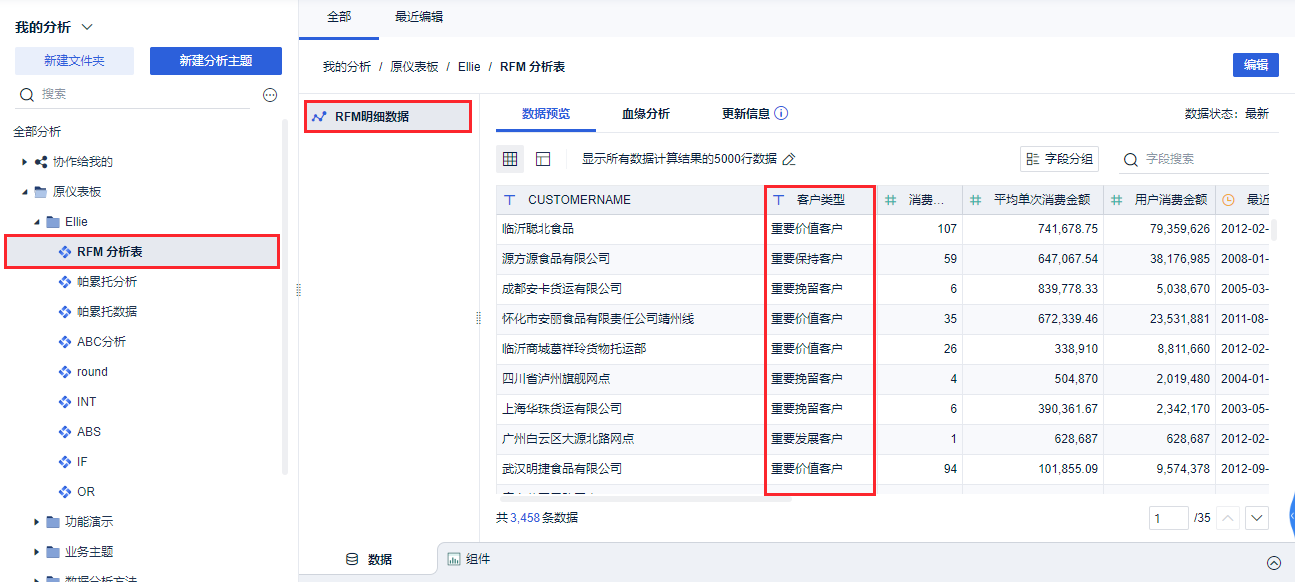 我的分析
新建文件夹
新建分析主题
搜索
全部分析
协作给我的
原仪表板
Ellie
RFM 分析表
帕累托分析
帕累托数据
ABC分析
round
INT
ABS
IF
OR
功能演示
业务主题
数据分析方法
全部
最近编辑
我的分析 / 原仪表板 / Ellie / RFM 分析表
编辑
RFM明细数据
数据预览
血缘分析
更新信息
数据状态: 最新
显示所有数据计算结果的5000行数据
字段分组
字段搜索
CUSTOMERNAME 客户类型 消费... 平均单次消费金额 用户消费金额 最近
临沂聪北食品 重要价值客户 107 741,678.75 79,359,626 2012-02-
源方源食品有限公司 重要保持客户 59 647,067.54 38,176,985 2008-01-
成都安卡货运有限公司 重要挽留客户 6 839,778.33 5,038,670 2005-03-
怀化市安丽食品有限责任公司靖州线 重要价值客户 35 672,339.46 23,531,881 2011-08-
临沂商城葛祥玲货物托运部 重要价值客户 26 338,910 8,811,660 2012-02-
四川省泸州旗舰网点 重要挽留客户 4 504,870 2,019,480 2004-01-
上海华珠货运有限公司 重要挽留客户 6 390,361.67 2,342,170 2003-05-
广州白云区大源北路网点 重要发展客户 1 628,687 628,687 2012-02-
武汉明捷食品有限公司 重要价值客户 94 101,855.09 9,574,378 2012-09-
共3,458条数据
1 /35
数据
组件